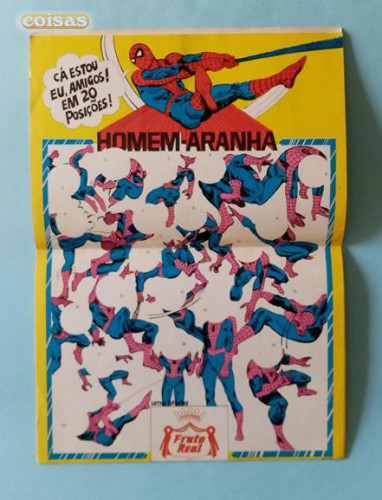 coisas
CÁ ESTOU
EU, AMIGOS!
EM 20
POSIÇÕES!
HOMEM-ARANHA
Fruto
Real